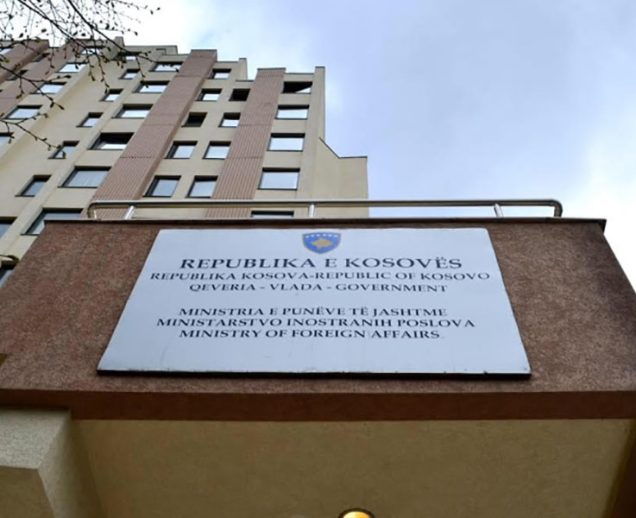 REPUBLIKA E KOSOVËS
REPUBLIKA KOSOVA-REPUBLIC OF KOSOVO
QEVERIA - VLADA - GOVERNMENT
MINISTRIA E PUNËVE TË JASHTME
MINISTARSTVO INOSTRANIH POSLOVA
MINISTRY OF FOREIGN AFFAIRS